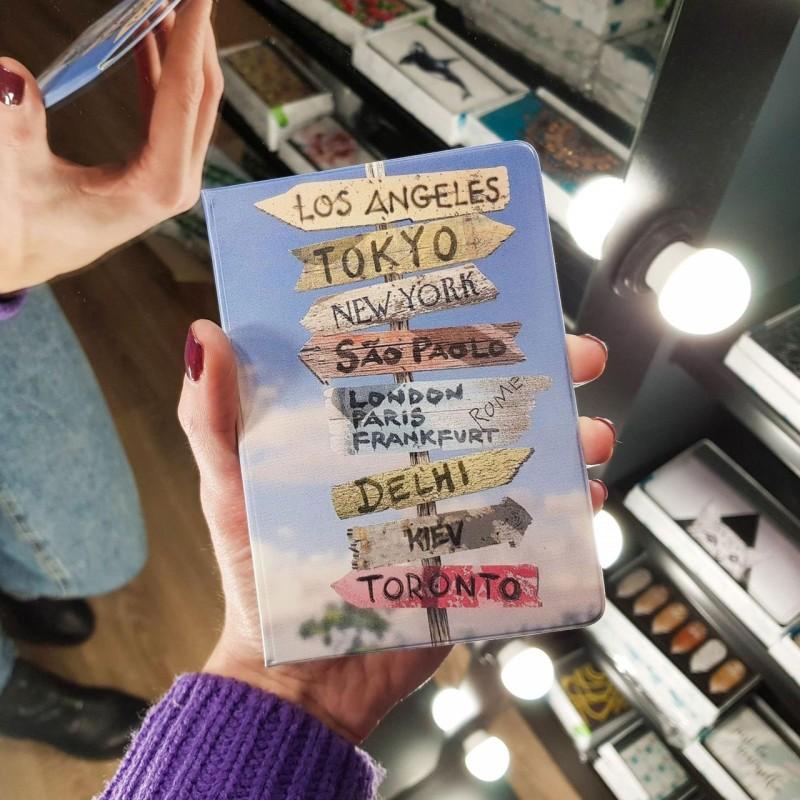 LOS ANGELES
TOKYO
NEW YORK
SÃO PAOLO
LONDON
PARIS
ROME
FRANKFURT
DELHI
KIEV
TORONTO